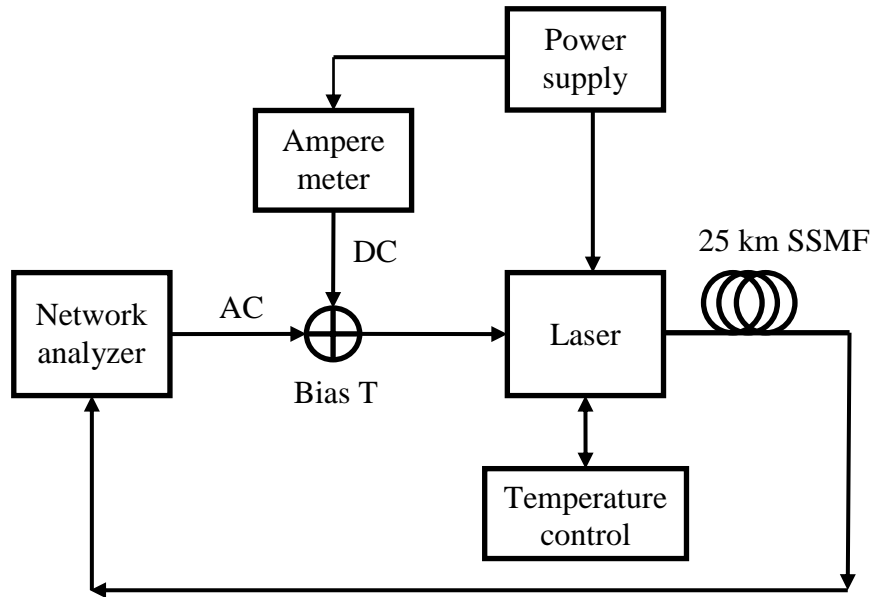 Power
supply
Ampere
meter
DC
25 km SSMF
Network
analyzer
AC
Laser
Bias T
Temperature
control